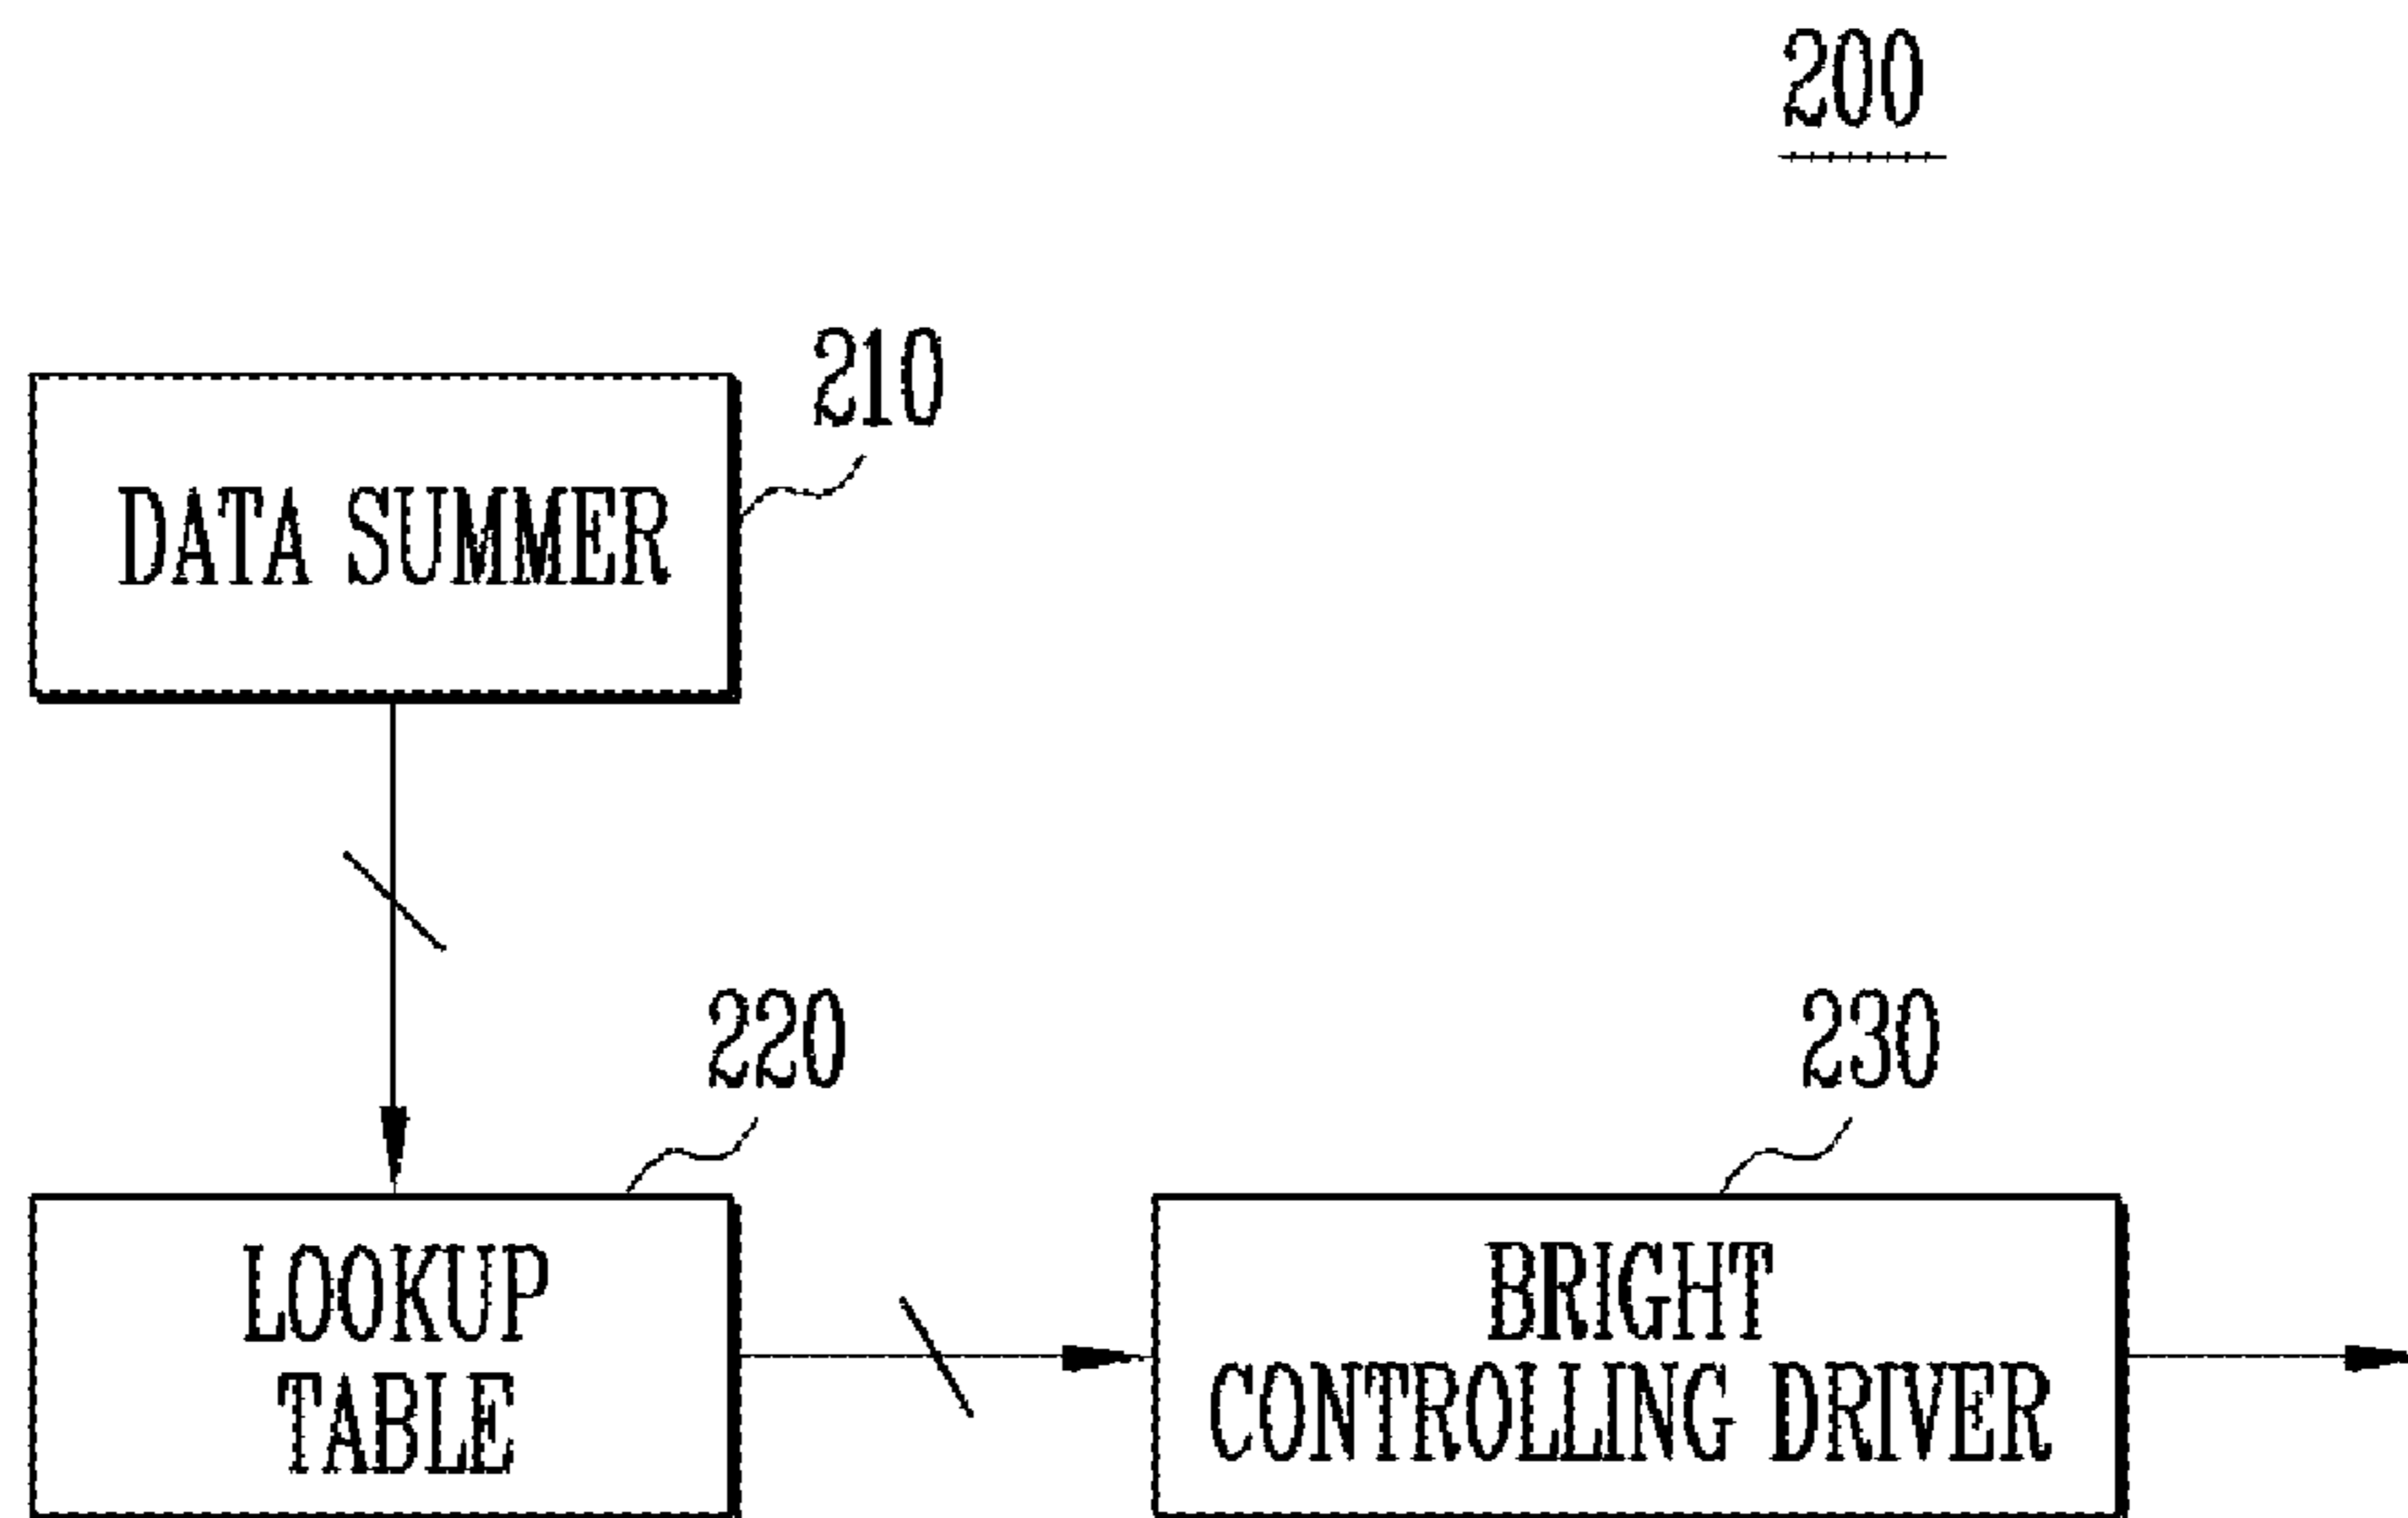 200
210
DATA SUMMER
220
230
LOOKUP
TABLE
BRIGHT
CONTROLLING DRIVER